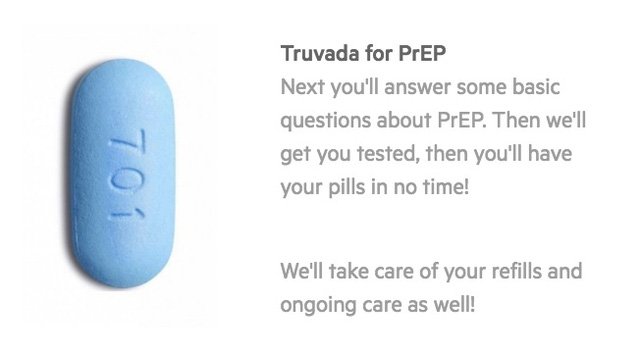 701
Truvada for PrEP
Next you'll answer some basic
questions about PrEP. Then we'll
get you tested, then you'll have
your pills in no time!
We'll take care of your refills and
ongoing care as well!